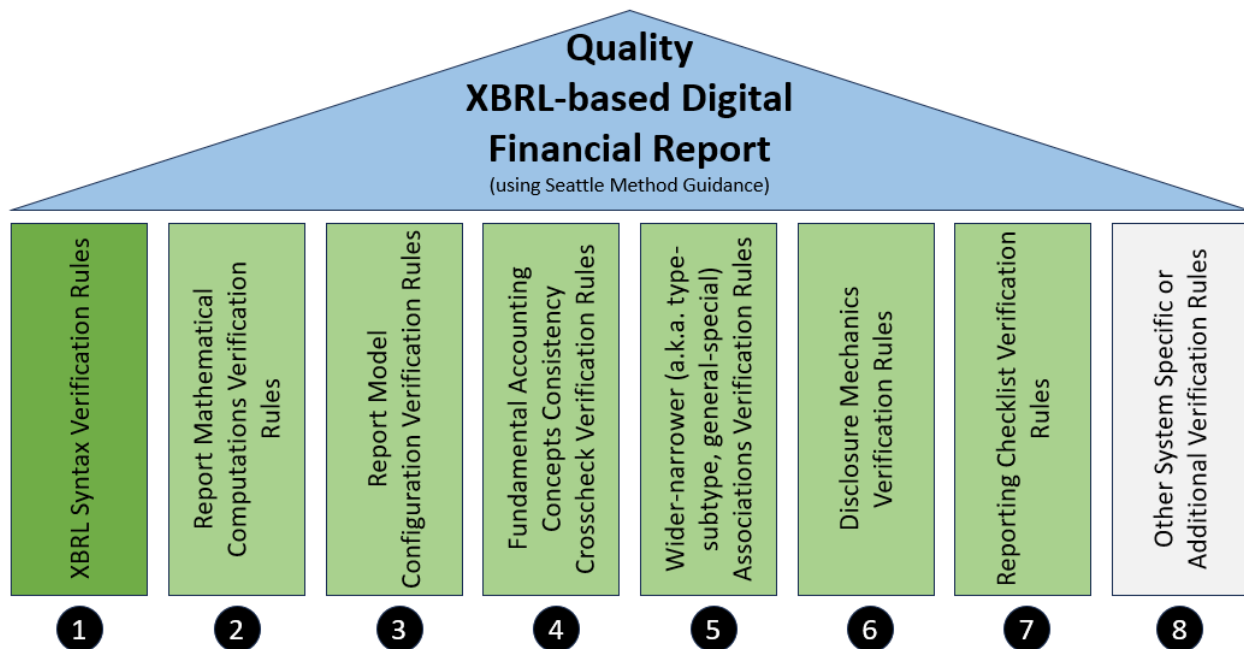 Quality
XBRL-based Digital
Financial Report
(using Seattle Method Guidance)
XBRL Syntax Verification Rules
Report Mathematical
Computations Verification
Rules
Report Model
Configuration Verification Rules
Fundamental Accounting
Concepts Consistency
Crosscheck Verification Rules
Wider-narrower (a.k.a. type-
subtype, general-special)
Associations Verification Rules
Disclosure Mechanics
Verification Rules
Reporting Checklist Verification
Rules
Other System Specific or
Additional Verification Rules
1
2
3
4
5
6
7
8